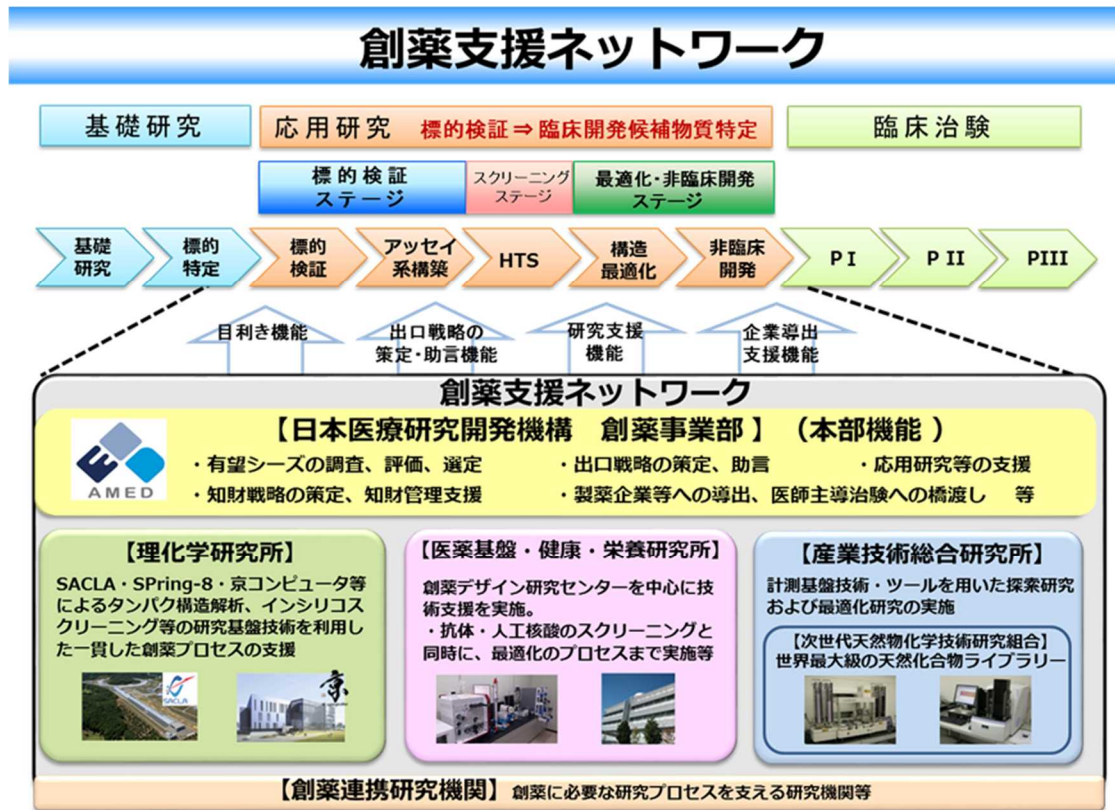 創薬支援ネットワーク
基礎研究
応用研究 標的検証⇒臨床開発候補物質特定
臨床治験
標的検証
ステージ
スクリーニング
ステージ
最適化・非臨床開発
ステージ
基礎
研究
標的
特定
標的
検証
アッセイ
系構築
HTS
構造
最適化
非臨床
開発
PⅠ
PⅡ
PIII
目利き機能
出口戦略の
策定・助言機能
研究支援
機能
企業導出
支援機能
創薬支援ネットワーク
【日本医療研究開発機構 創薬事業部】（本部機能）
AMED
・有望シーズの調査、評価、選定
・出口戦略の策定、助言
・応用研究等の支援
・知財戦略の策定、知財管理支援
・製薬企業等への導出、医師主導治験への橋渡し 等
【理化学研究所】
SACLA・SPring-8・京コンピュータ等
によるタンパク構造解析、インシリコス
クリーニング等の研究基盤技術を利用し
た一貫した創薬プロセスの支援
SACLA
京
【医薬基盤・健康・栄養研究所】
創薬デザイン研究センターを中心に技
術支援を実施。
・抗体・人工核酸のスクリーニングと
同時に、最適化のプロセスまで実施等
【産業技術総合研究所】
計測基盤技術・ツールを用いた探索研究
および最適化研究の実施
【次世代天然物化学技術研究組合】
世界最大級の天然化合物ライブラリー
【創薬連携研究機関】創薬に必要な研究プロセスを支える研究機関等